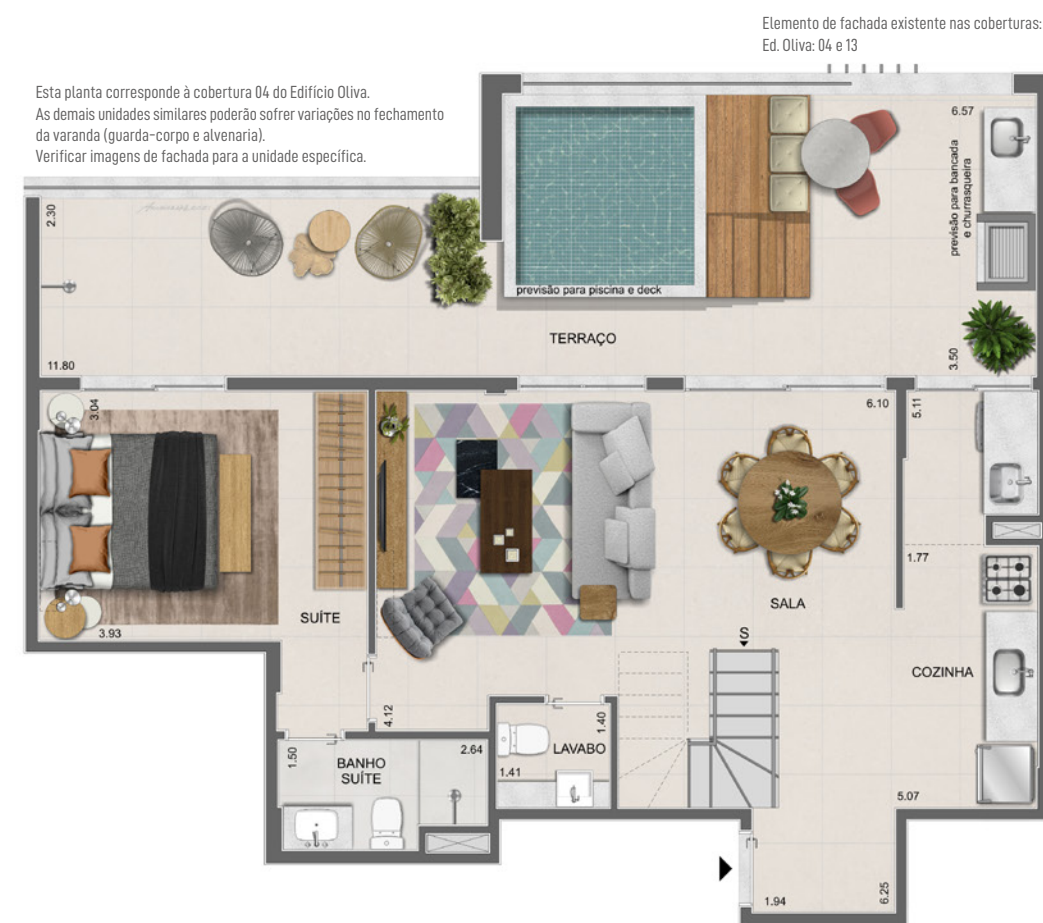 Elemento de fachada existente nas coberturas:
Ed. Oliva: 04 e 13
Esta planta corresponde à cobertura 04 do Edifício Oliva.
As demais unidades similares poderão sofrer variações no fechamento
da varanda (guarda-corpo e alvenaria).
Verificar imagens de fachada para a unidade específica.
6.57
previsão para bancada
e churrasqueira
2.30
previsão para piscina e deck
TERRAÇO
11.80
3.50
3.04
6.10
5.11
1.77
SALA
SUÍTE
3.93
S
COZINHA
4.12
1.40
LAVABO
1.41
1.50
2.64
BANHO
SUÍTE
5.07
1.94
6.25